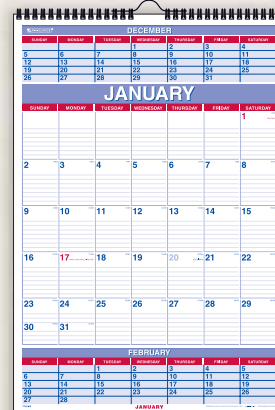 DECEMBER
SUNDAY MONDAY TUESDAY WEDNESDAY THURSDAY FRIDAY SATURDAY
1 2 3 4
5 6 7 8 9 10 11
12 13 14 15 16 17 18
19 20 21 22 23 24 25
26 27 28 29 30 31
JANUARY
SUNDAY MONDAY TUESDAY WEDNESDAY THURSDAY FRIDAY SATURDAY
1
2 3 4 5 6 7 8
9 10 11 12 13 14 15
16 17 18 19 20 21 22
23 24 25 26 27 28 29
30 31
FEBRUARY
SUNDAY MONDAY TUESDAY WEDNESDAY THURSDAY FRIDAY SATURDAY
1 2 3 4 5
6 7 8 9 10 11 12
13 14 15 16 17 18 19
20 21 22 23 24 25 26
27 28
JANUARY